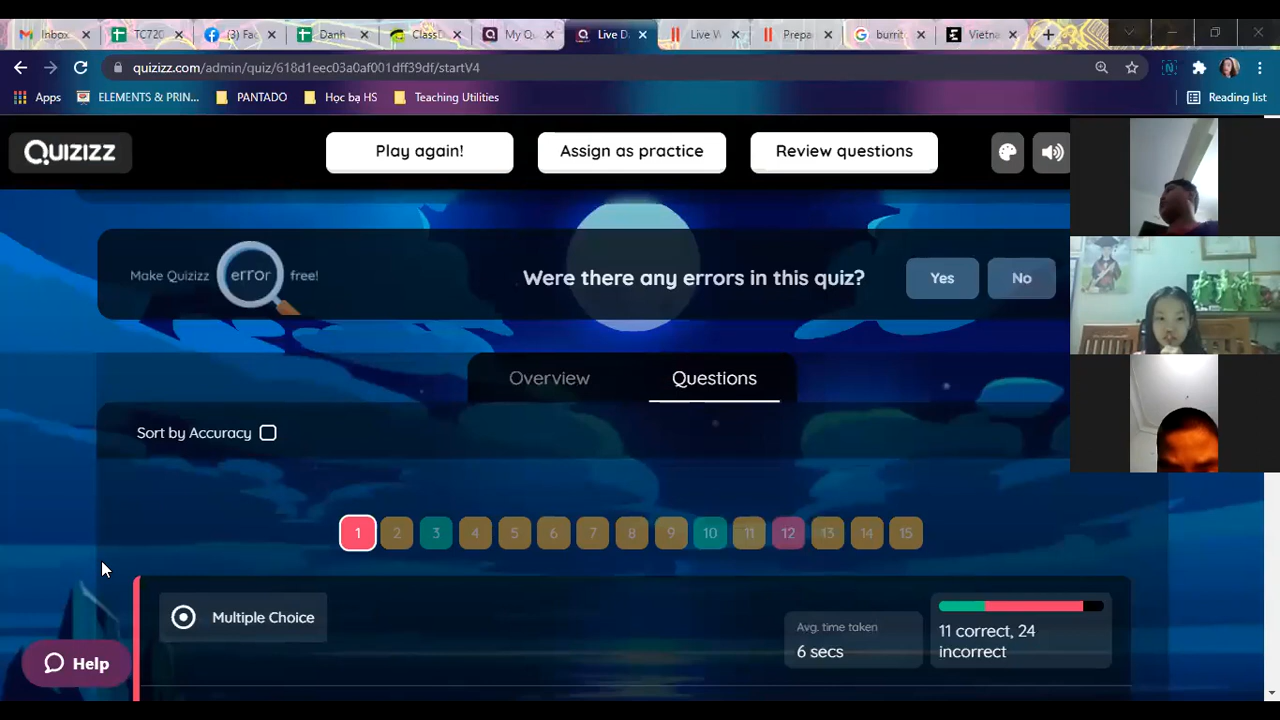 Inbox
TC720
(3) Fac
Danh
Class
My Qu
Live D
Live W
Prepa
burrit
Vietna
quizizz.com/admin/quiz/618d1eec03a0af001dff39df/startV4
Apps
ELEMENTS & PRIN...
PANTADO
Học bạ HS
Teaching Utilities
Reading list
Quizizz
Play again!
Assign as practice
Review questions
Make Quizizz error free!
Were there any errors in this quiz?
Yes
No
Overview
Questions
Sort by Accuracy
1 2 3 4 5 6 7 8 9 10 11 12 13 14 15
Multiple Choice
Avg. time taken
6 secs
11 correct, 24
incorrect
Help